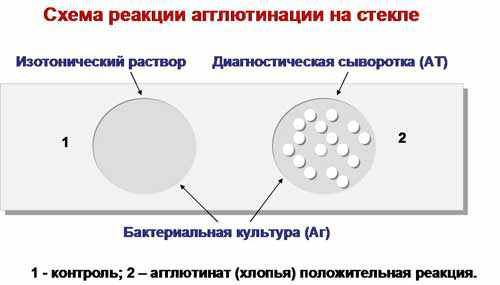 Схема реакции агглютинации на стекле
Изотонический раствор Диагностическая сыворотка (АТ)
1 2
Бактериальная культура (Аг)
1 - контроль; 2 – агглютинат (хлопья) положительная реакция.